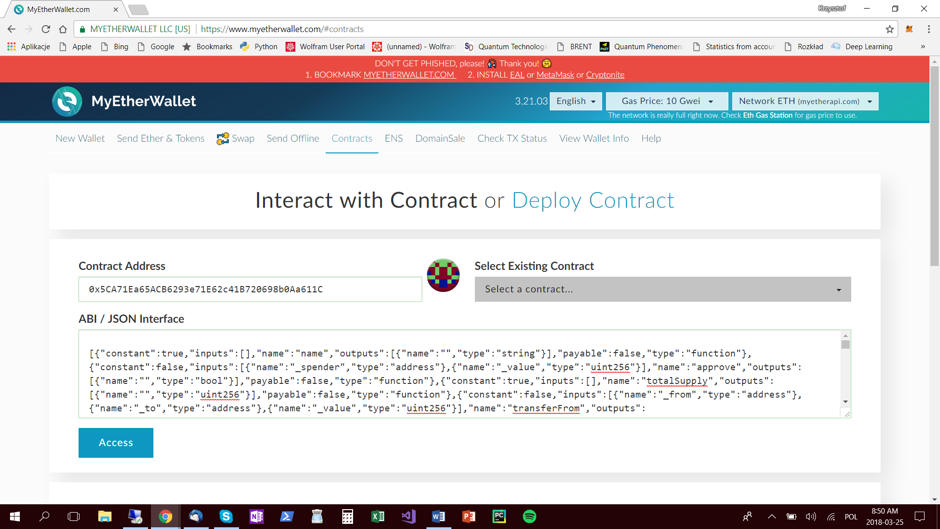 MyEtherWallet.com
Krzysztof
MYETHERWALLET LLC [US] https://www.myetherwallet.com/#contracts
Aplikacje Apple Bing Google Bookmarks Python Wolfram User Portal (unnamed) - Wolfram Quantum Technologi BRENT Quantum Phenomen Statistics from accou Rozkład Deep Learning »
DON'T GET PHISHED, please! Thank you!
1. BOOKMARK MYETHERWALLET.COM 2. INSTALL EAL or MetaMask or Cryptonite
MyEtherWallet 3.21.03 English Gas Price: 10 Gwei Network ETH (myetherapi.com)
The network is really full right now. Check Eth Gas Station for gas price to use.
New Wallet Send Ether & Tokens Swap Send Offline Contracts ENS DomainSale Check TX Status View Wallet Info Help
Interact with Contract or Deploy Contract
Contract Address Select Existing Contract
0x5CA71Ea65ACB6293e71E62c41B720698b0Aa611C Select a contract...
ABI / JSON Interface
[{"constant":true,"inputs":[],"name":"name","outputs":[{"name":"","type":"string"}],"payable":false,"type":"function"},
{"constant":false,"inputs":[{"name":"_spender","type":"address"},{"name":"_value","type":"uint256"}],"name":"approve","outputs":
[{"name":"","type":"bool"}],"payable":false,"type":"function"},{"constant":true,"inputs":[],"name":"totalSupply","outputs":
[{"name":"","type":"uint256"}],"payable":false,"type":"function"},{"constant":false,"inputs":[{"name":"_from","type":"address"},
{"name":"_to","type":"address"},{"name":"_value","type":"uint256"}],"name":"transferFrom","outputs":
Access
POL 8:50 AM
2018-03-25